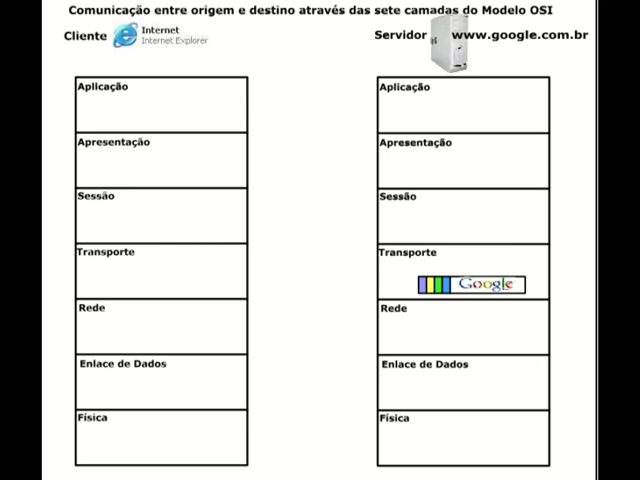 Comunicação entre origem e destino através das sete camadas do Modelo OSI
Cliente
Internet
Internet Explorer
Servidor
www.google.com.br
Aplicação
Apresentação
Sessão
Transporte
Rede
Enlace de Dados
Física
Aplicação
Apresentação
Sessão
Transporte
Google
Rede
Enlace de Dados
Física